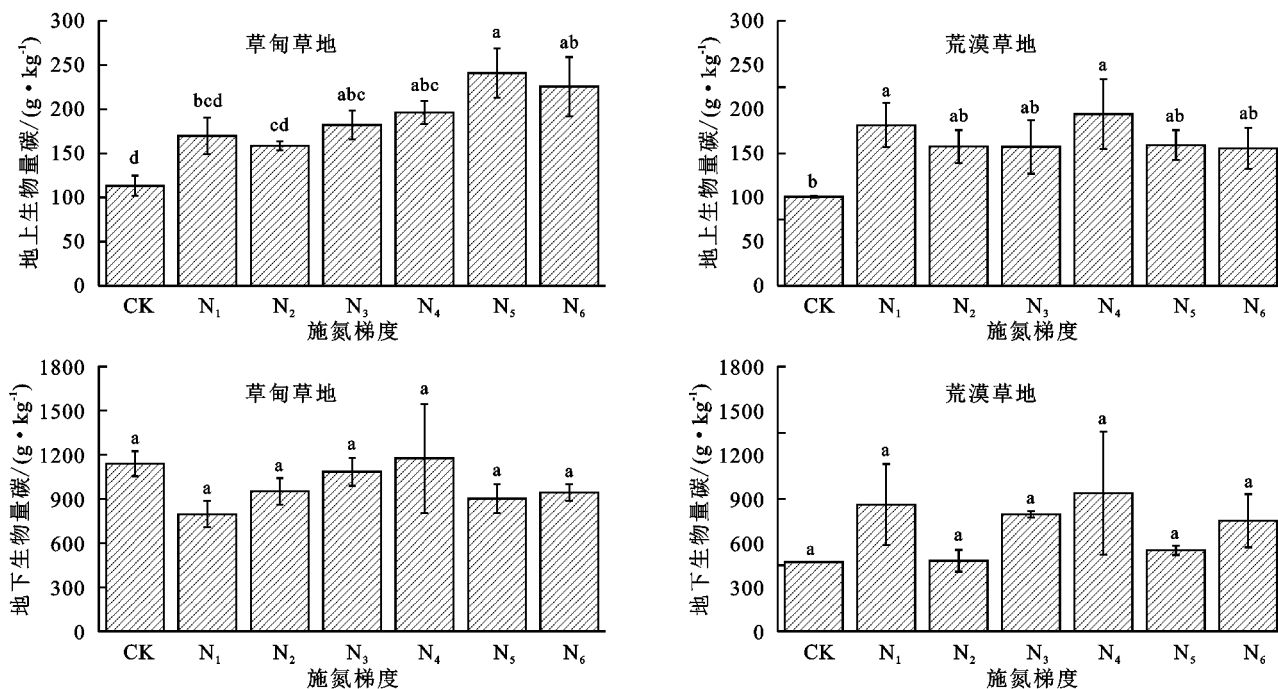 地上生物量碳/(g·kg⁻¹)
300
250
200
150
100
50
0
草甸草地
d
bcd
cd
abc
abc
a
ab
CK N₁ N₂ N₃ N₄ N₅ N₆
施氮梯度
地上生物量碳/(g·kg⁻¹)
300
250
200
150
100
50
0
荒漠草地
b
a
ab
ab
a
ab
ab
CK N₁ N₂ N₃ N₄ N₅ N₆
施氮梯度
地下生物量碳/(g·kg⁻¹)
1800
1500
1200
900
600
300
0
草甸草地
a
a
a
a
a
a
a
CK N₁ N₂ N₃ N₄ N₅ N₆
施氮梯度
地下生物量碳/(g·kg⁻¹)
1800
1500
1200
900
600
300
0
荒漠草地
a
a
a
a
a
a
a
CK N₁ N₂ N₃ N₄ N₅ N₆
施氮梯度